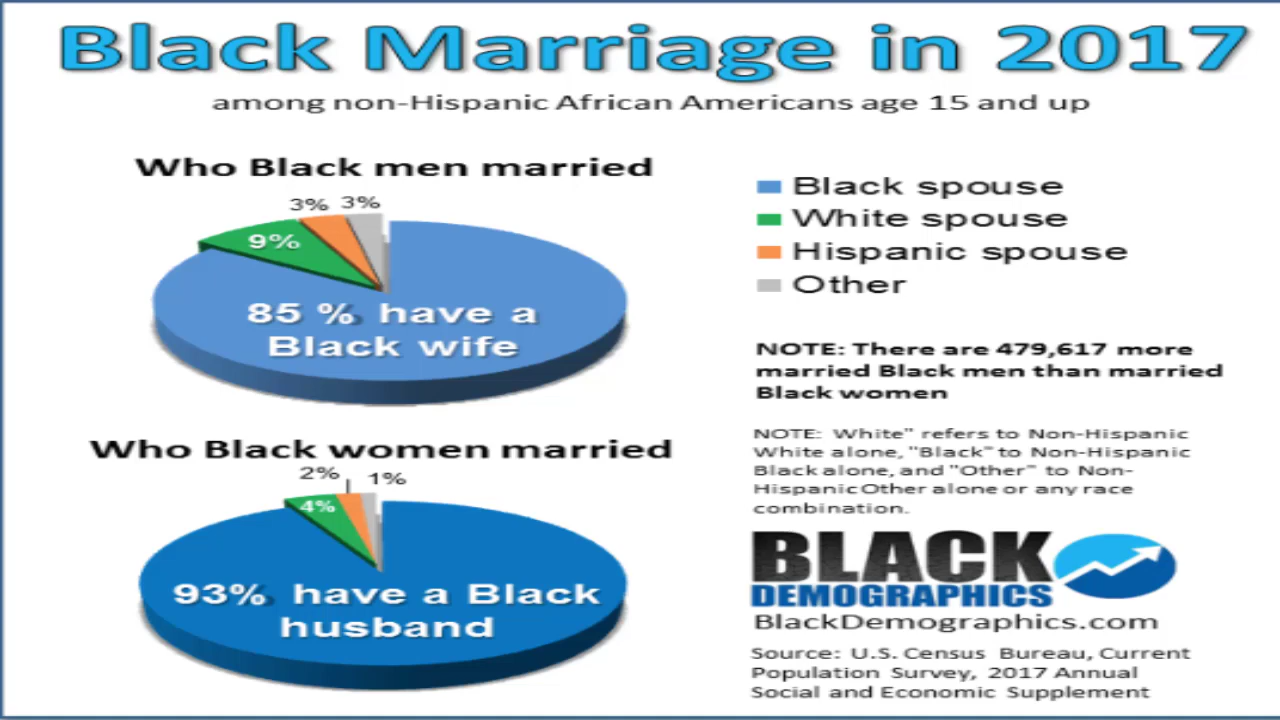 Black Marriage in 2017
among non-Hispanic African Americans age 15 and up
Who Black men married
3% 3%
9%
85 % have a
Black wife
Black spouse
White spouse
Hispanic spouse
Other
NOTE: There are 479,617 more
married Black men than married
Black women
Who Black women married
2% 1%
4%
93% have a Black
husband
NOTE: White" refers to Non-Hispanic
White alone, "Black" to Non-Hispanic
Black alone, and "Other" to Non-
Hispanic Other alone or any race
combination.
BLACK
DEMOGRAPHICS
BlackDemographics.com
Source: U.S. Census Bureau, Current
Population Survey, 2017 Annual
Social and Economic Supplement